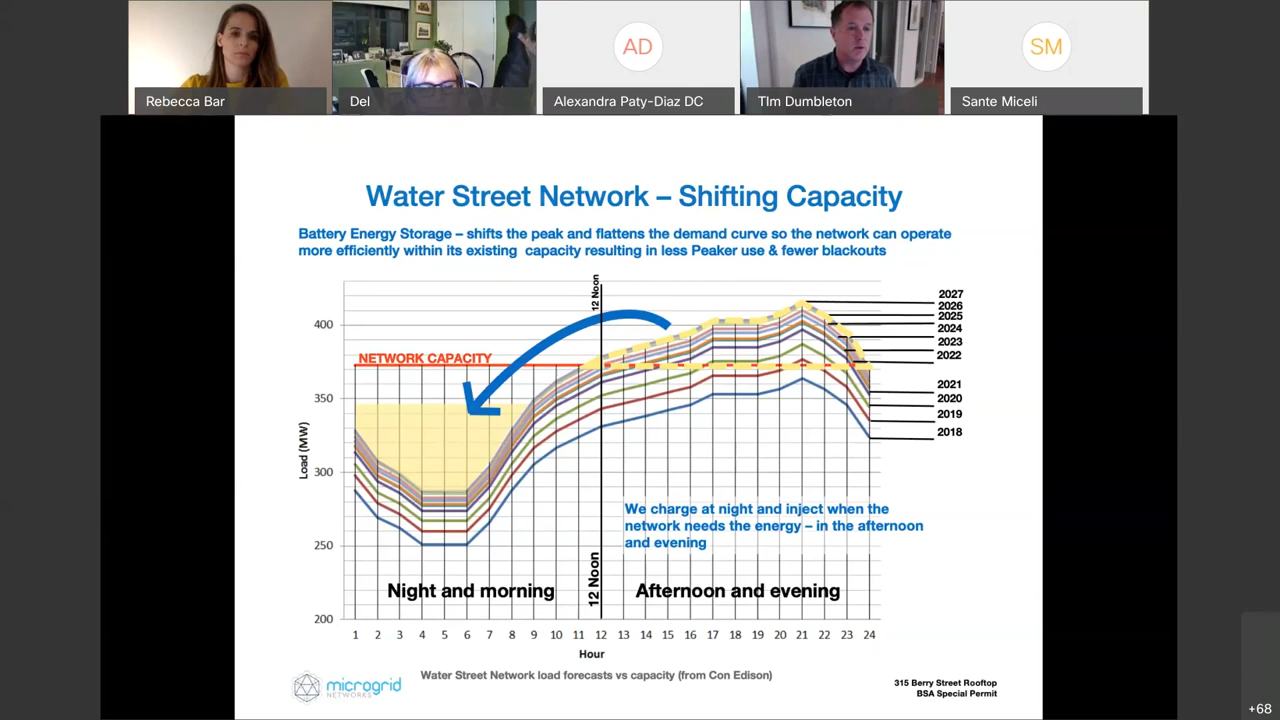 AD
SM
Rebecca Bar
Del
Alexandra Paty-Diaz DC
TIm Dumbleton
Sante Miceli
Water Street Network – Shifting Capacity
Battery Energy Storage – shifts the peak and flattens the demand curve so the network can operate
more efficiently within its existing capacity resulting in less Peaker use & fewer blackouts
12 Noon
NETWORK CAPACITY
2027
2026
2025
2024
2023
2022
2021
2020
2019
2018
400
350
300
250
200
Load (MW)
We charge at night and inject when the
network needs the energy – in the afternoon
and evening
Night and morning
12 Noon
Afternoon and evening
1 2 3 4 5 6 7 8 9 10 11 12 13 14 15 16 17 18 19 20 21 22 23 24
Hour
Water Street Network load forecasts vs capacity (from Con Edison)
microgrid
NETWORKS
315 Berry Street Rooftop
BSA Special Permit
+68